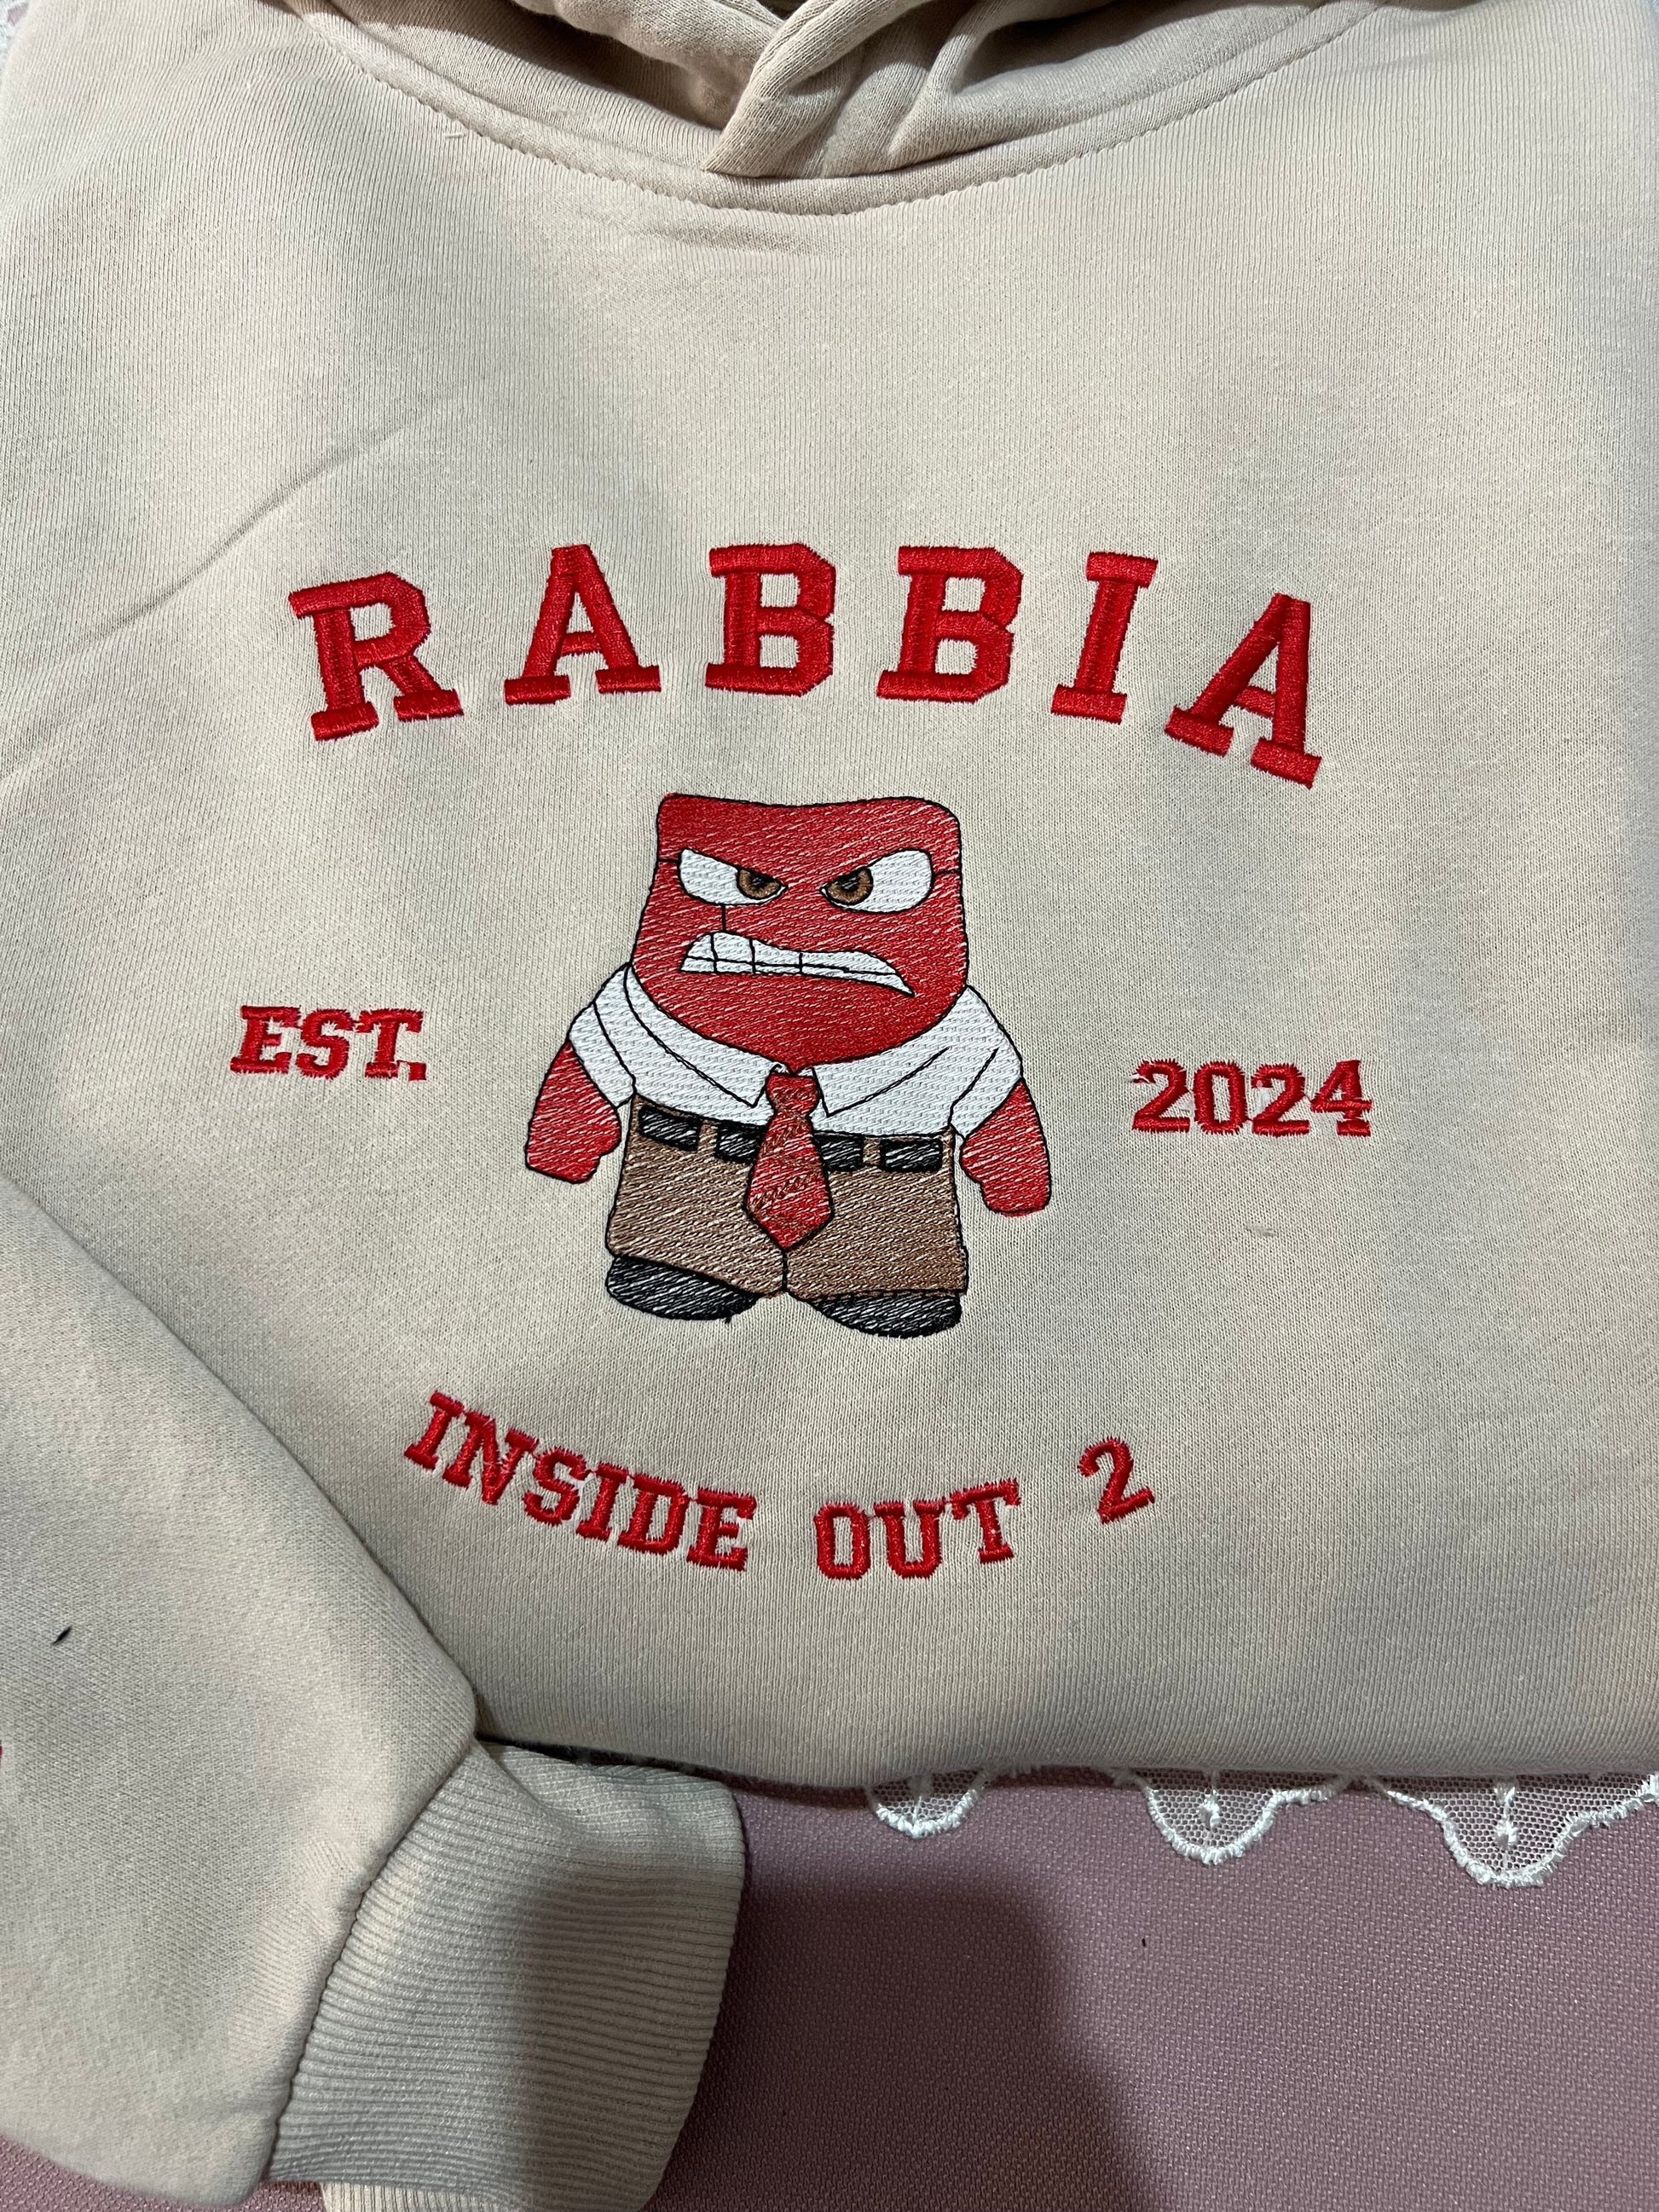 RABBIA
EST. 2024
INSIDE OUT 2